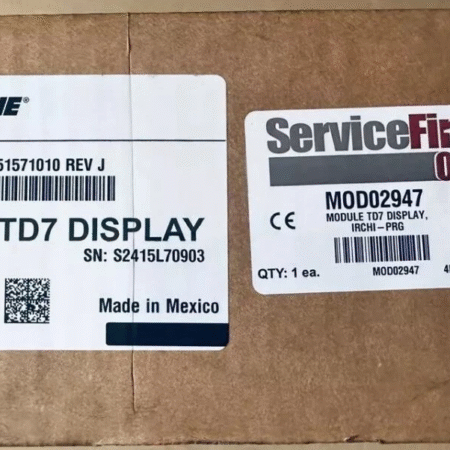 NE®
51571010 REV J
TD7 DISPLAY
SN: S2415L70903
Made in Mexico
ServiceFir
MOD02947
MODULE TD7 DISPLAY,
IRCHI-PRG
CE
QTY: 1 ea.
MOD02947